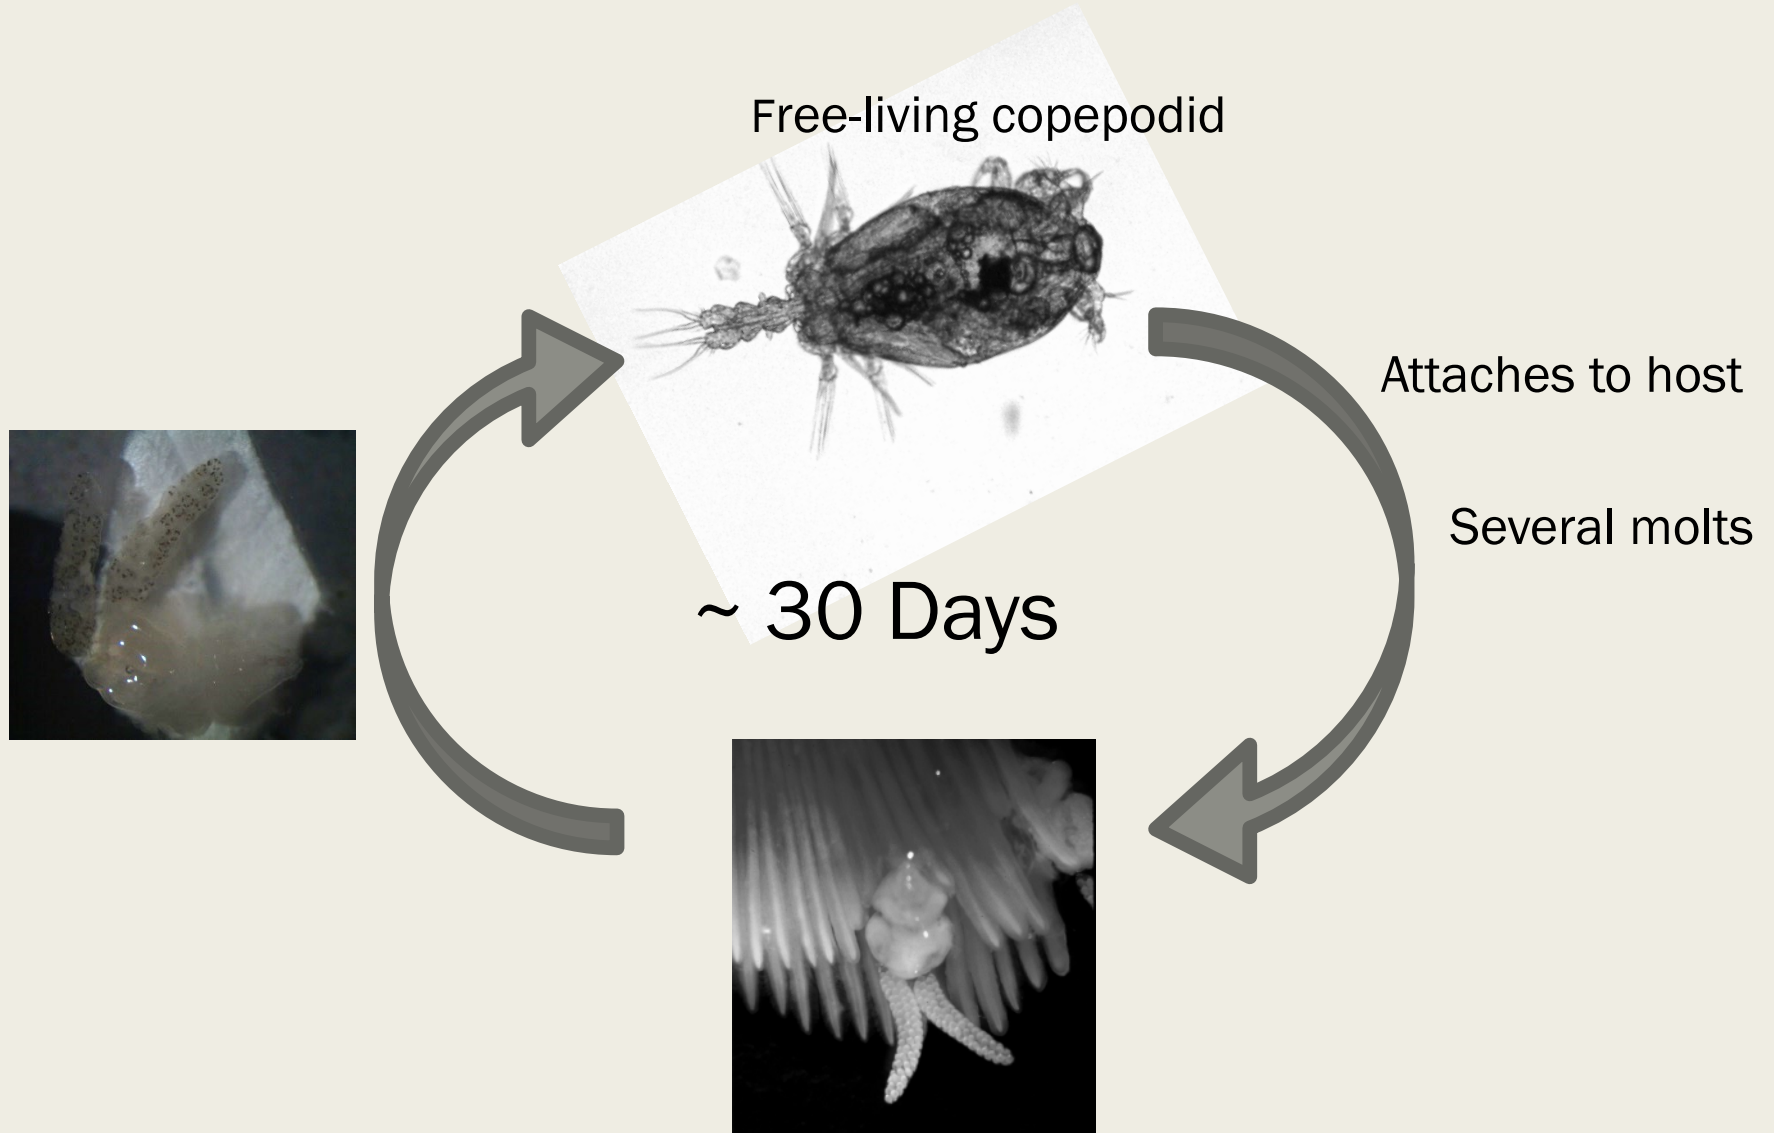 Free-living copepodid
Attaches to host
Several molts
~ 30 Days